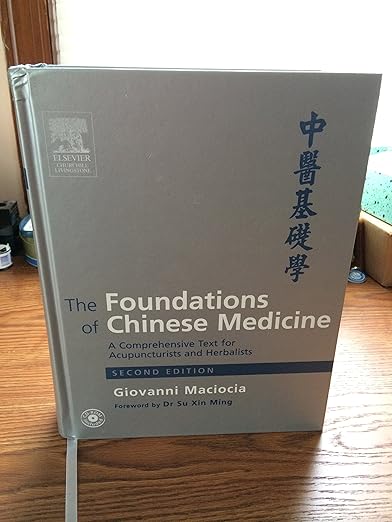 ELSEVIER
CHURCHILL
LIVINGSTONE
中醫基礎學
The Foundations
of Chinese Medicine
A Comprehensive Text for
Acupuncturists and Herbalists
SECOND EDITION
Giovanni Maciocia
Foreword by Dr Su Xin Ming